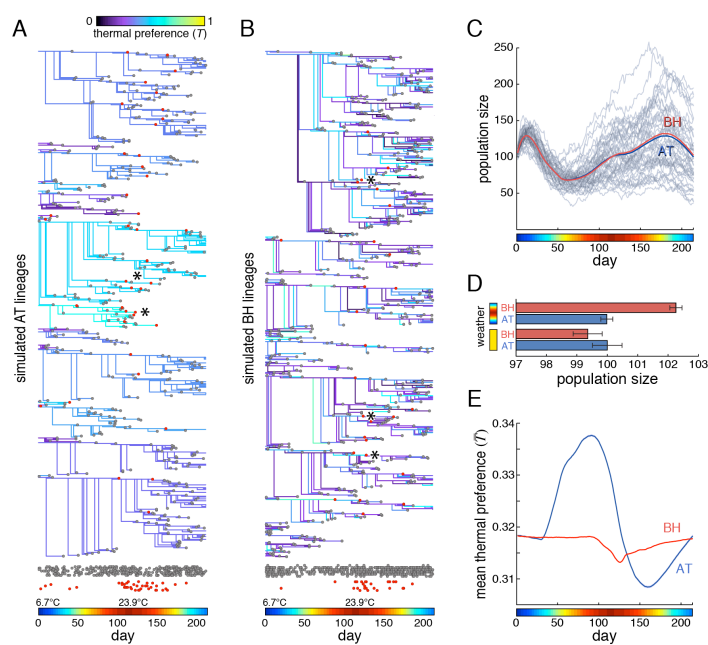 A
0
1
thermal preference (T)
simulated AT lineages
*
*
6.7°C
23.9°C
0
50
100
150
200
day
B
simulated BH lineages
*
*
*
6.7°C
23.9°C
0
50
100
150
200
day
C
population size
250
200
150
100
50
BH
AT
0
50
100
150
200
day
D
weather
BH
AT
BH
AT
97
98
99
100
101
102
103
population size
E
mean thermal preference (T)
0.34
0.33
0.32
0.31
BH
AT
0
50
100
150
200
day